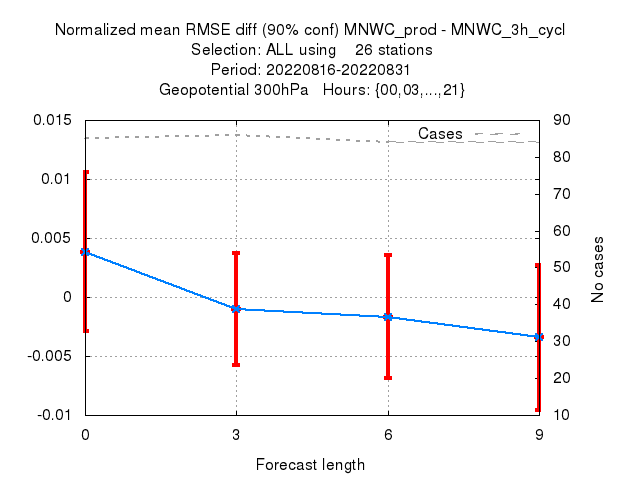 Normalized mean RMSE diff (90% conf) MNWC_prod - MNWC_3h_cycl
Selection: ALL using 26 stations
Period: 20220816-20220831
Geopotential 300hPa Hours: {00,03,...,21}
0.015
0.01
0.005
0
-0.005
-0.01
Cases
90
80
70
60
50
40
30
20
10
No cases
0
3
6
9
Forecast length